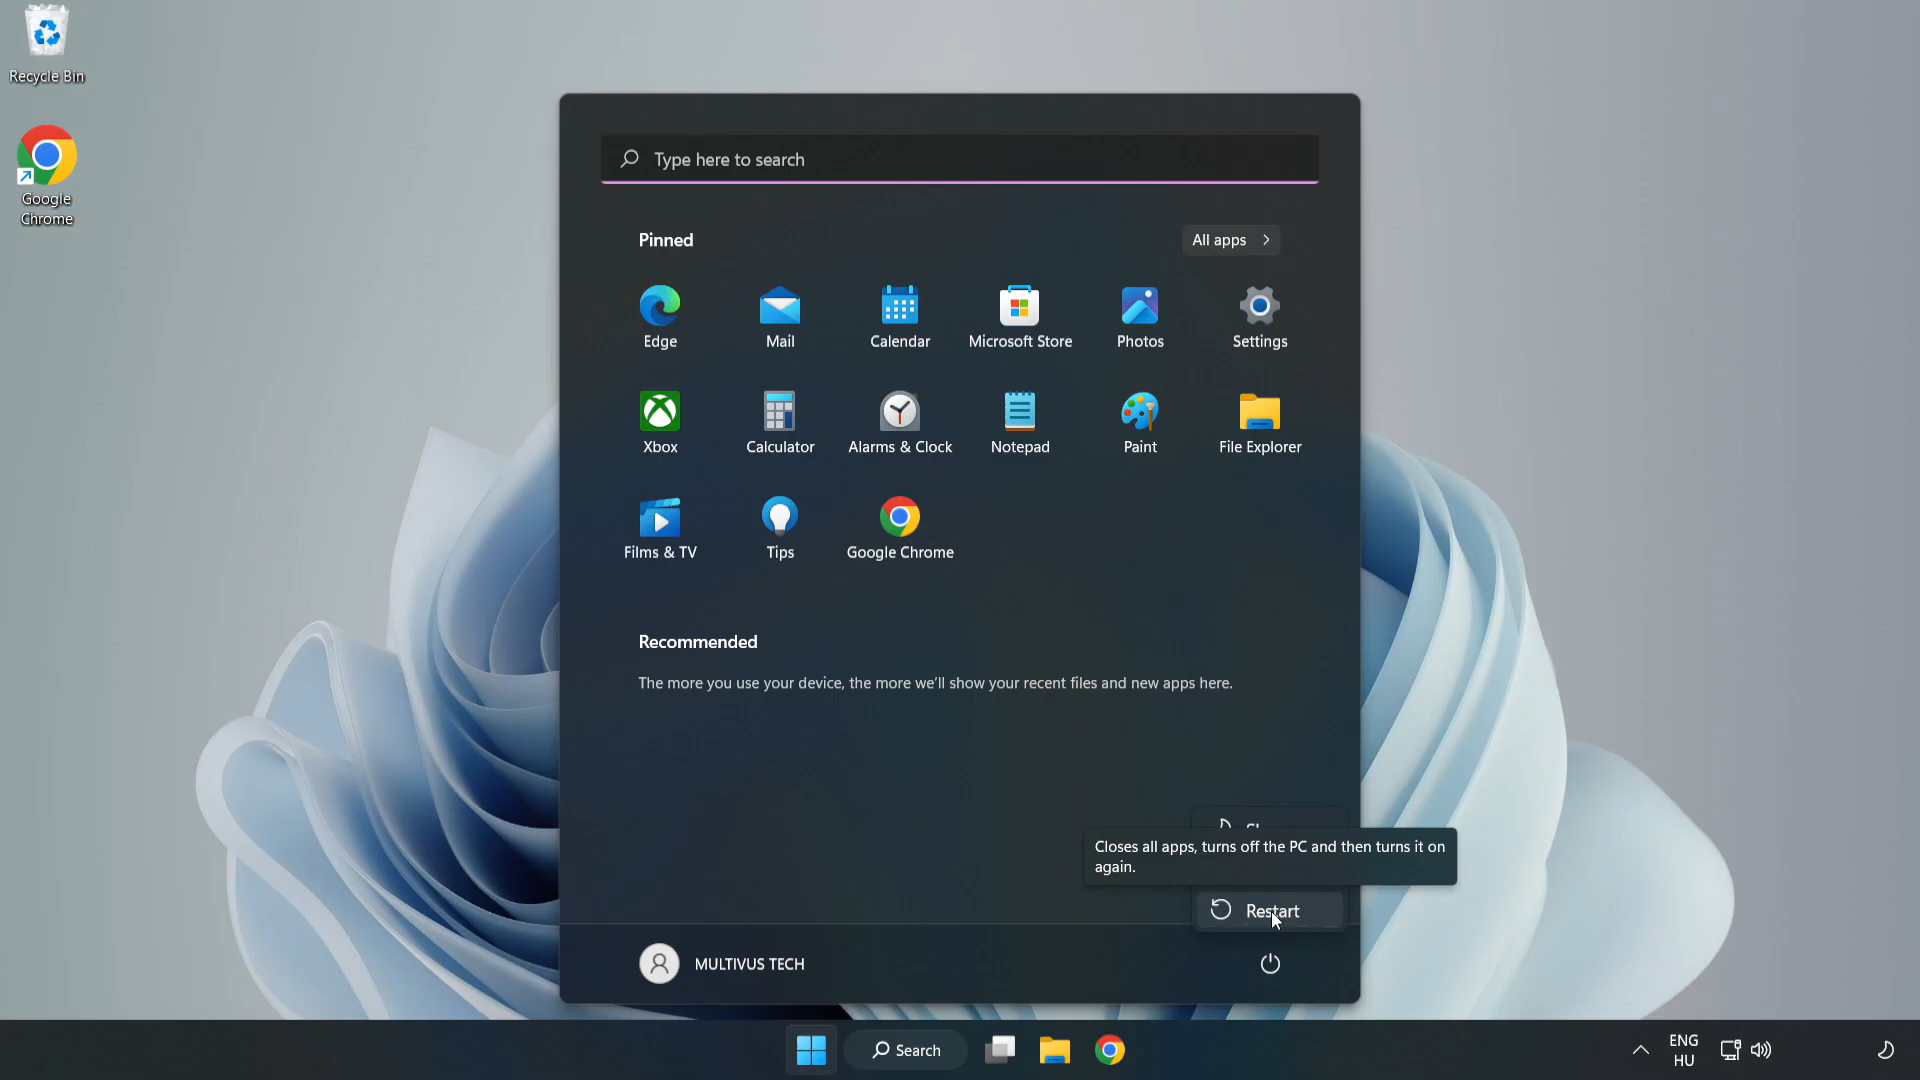 Recycle Bin
Google
Chrome
Type here to search
Pinned
All apps
Edge
Mail
Calendar
Microsoft Store
Photos
Settings
Xbox
Calculator
Alarms & Clock
Notepad
Paint
File Explorer
Films & TV
Tips
Google Chrome
Recommended
The more you use your device, the more we'll show your recent files and new apps here.
Closes all apps, turns off the PC and then turns it on
again.
Restart
MULTIVUS TECH
Search
ENG
HU